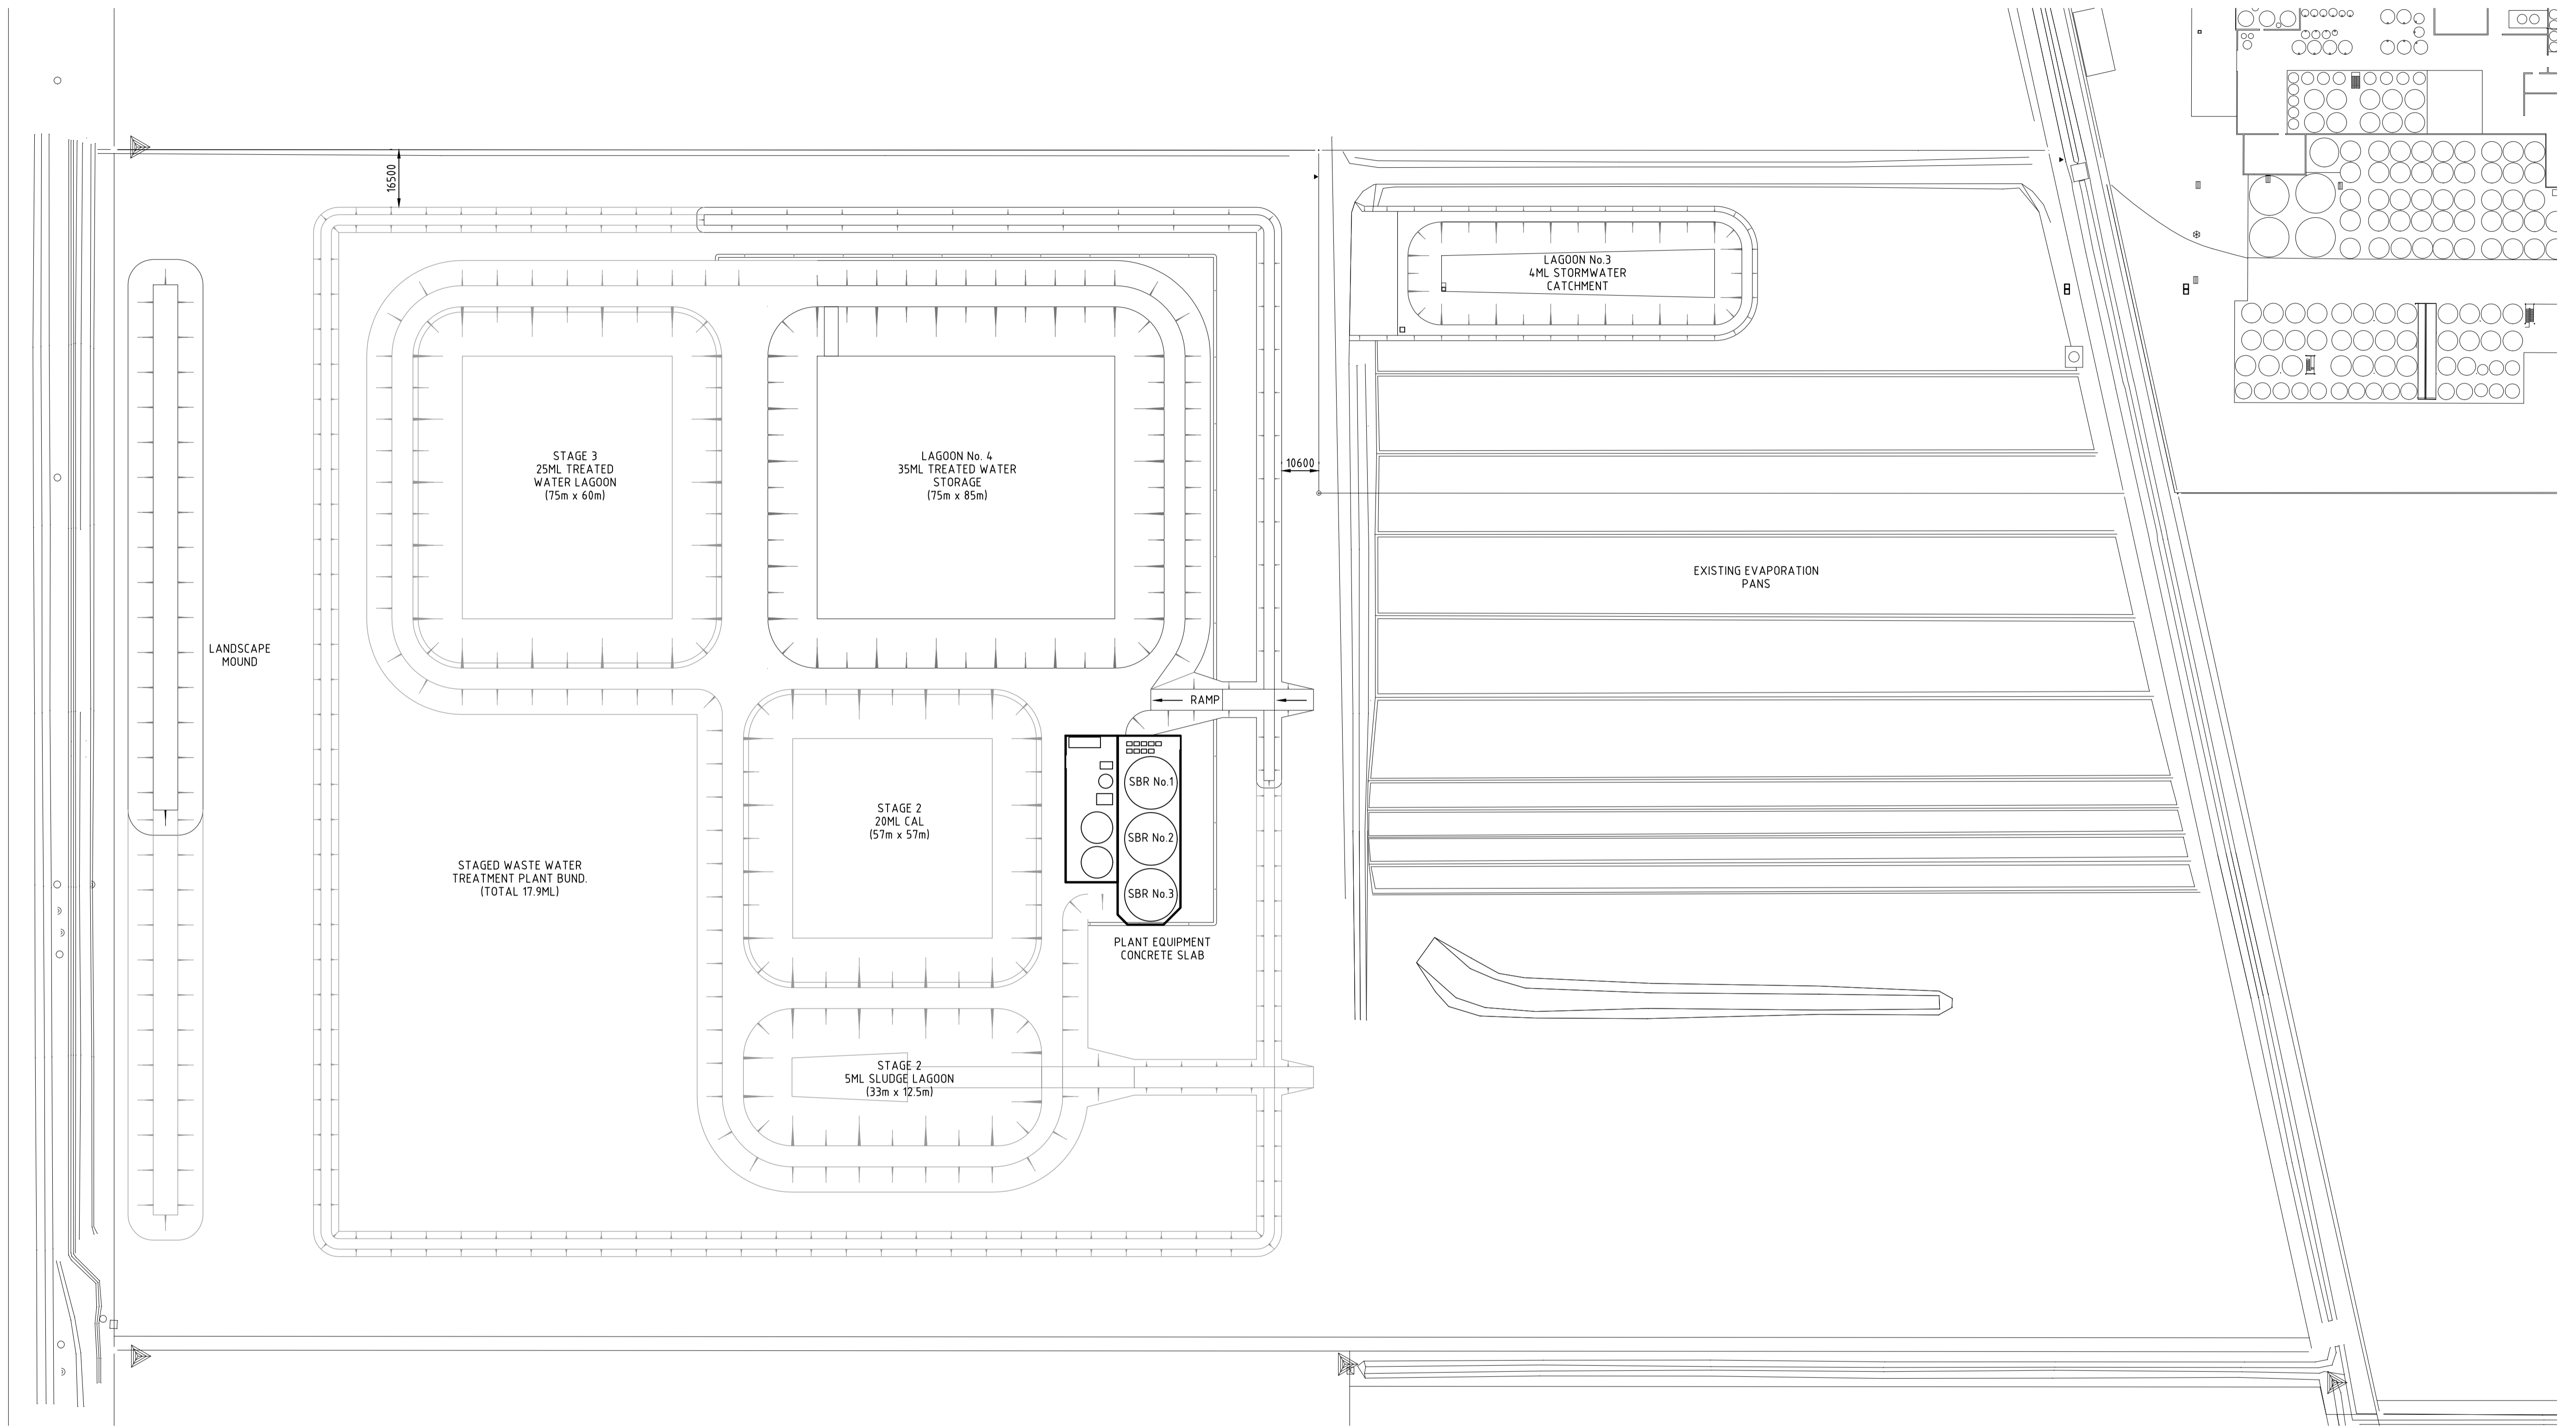 16500
LAGOON No.3
4ML STORMWATER
CATCHMENT
STAGE 3
25ML TREATED
WATER LAGOON
(75m x 60m)
LAGOON No. 4
35ML TREATED WATER
STORAGE
(75m x 85m)
10600
EXISTING EVAPORATION
PANS
LANDSCAPE
MOUND
RAMP
STAGE 2
20ML CAL
(57m x 57m)
SBR No.1
SBR No.2
SBR No.3
STAGED WASTE WATER
TREATMENT PLANT BUND.
(TOTAL 17.9ML)
PLANT EQUIPMENT
CONCRETE SLAB
STAGE 2
5ML SLUDGE LAGOON
(33m x 12.5m)